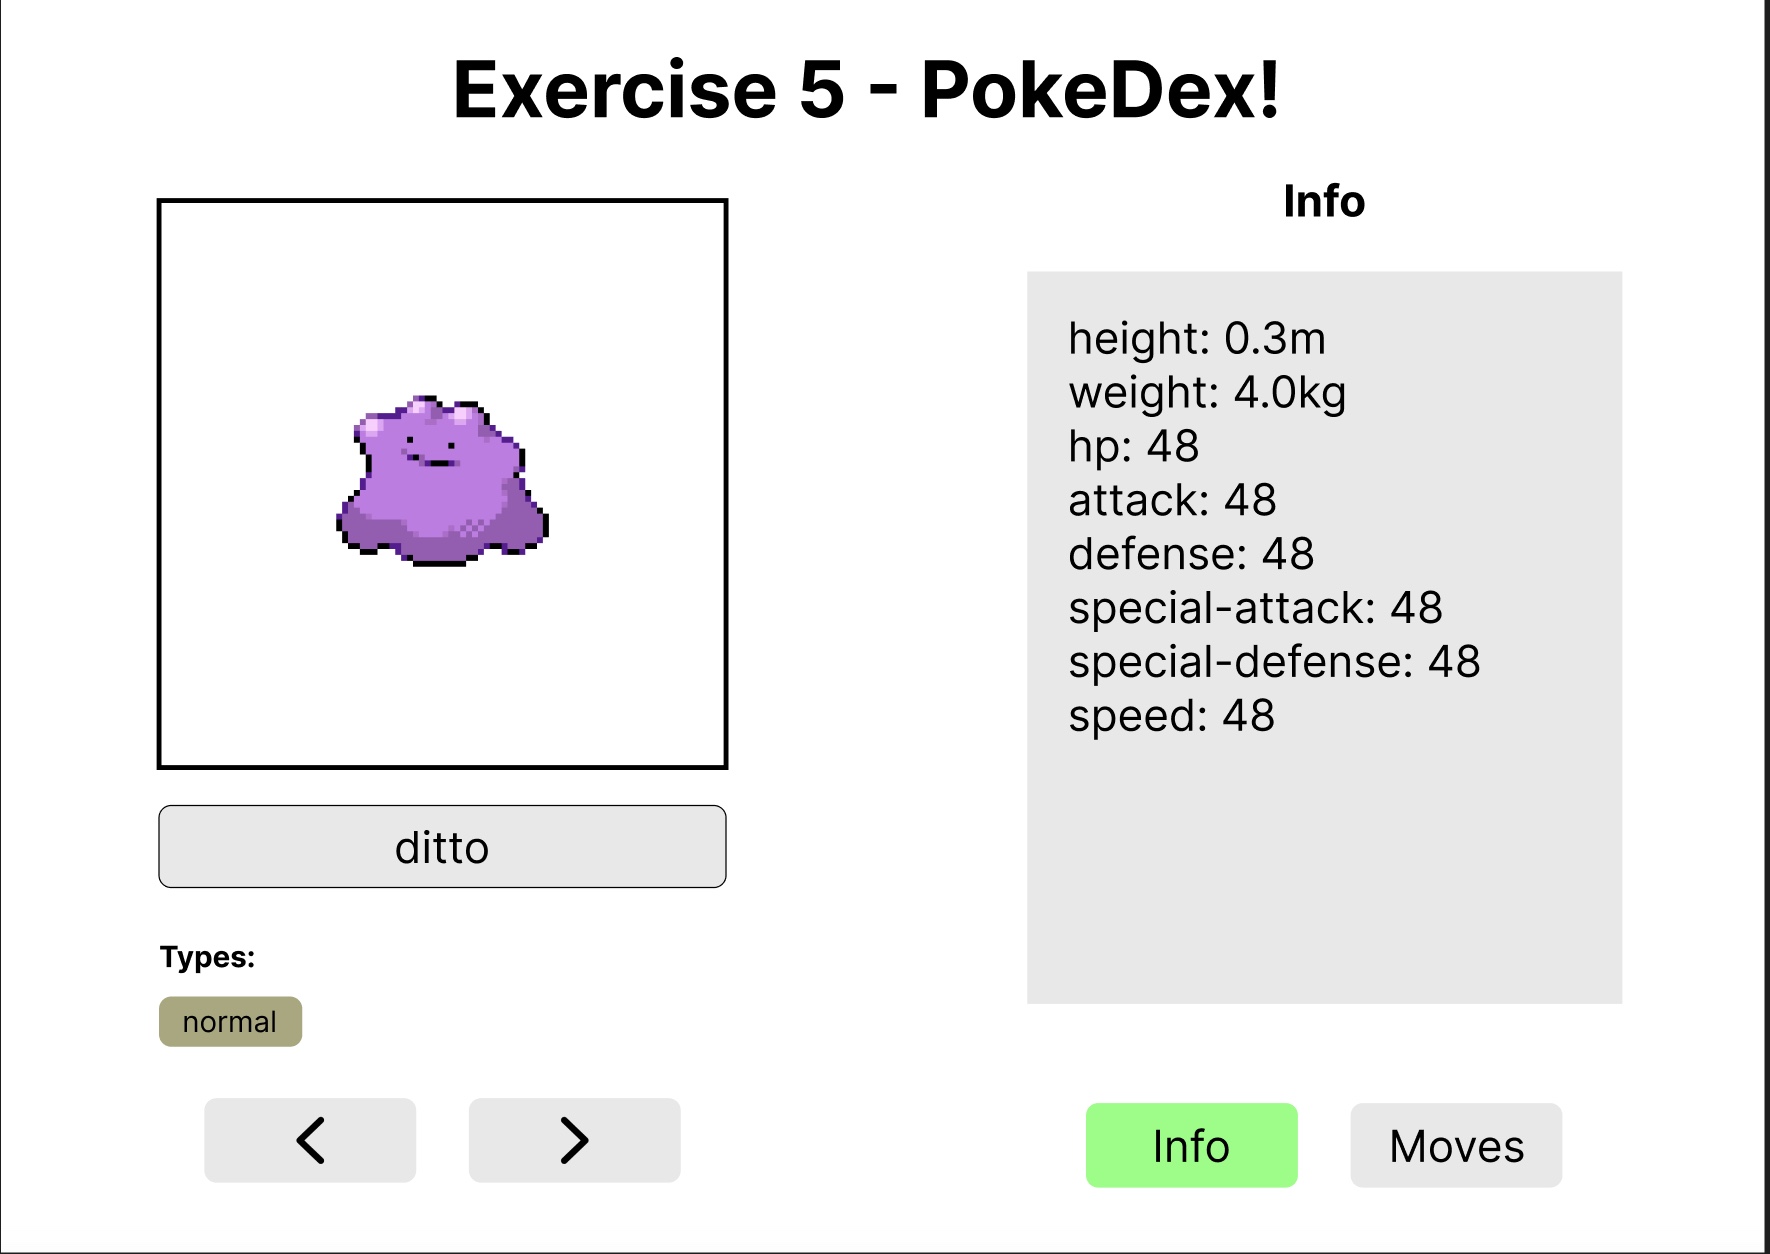 Exercise 5 - PokeDex!
ditto
Types:
normal
<
>
Info
height: 0.3m
weight: 4.0kg
hp: 48
attack: 48
defense: 48
special-attack: 48
special-defense: 48
speed: 48
Info
Moves